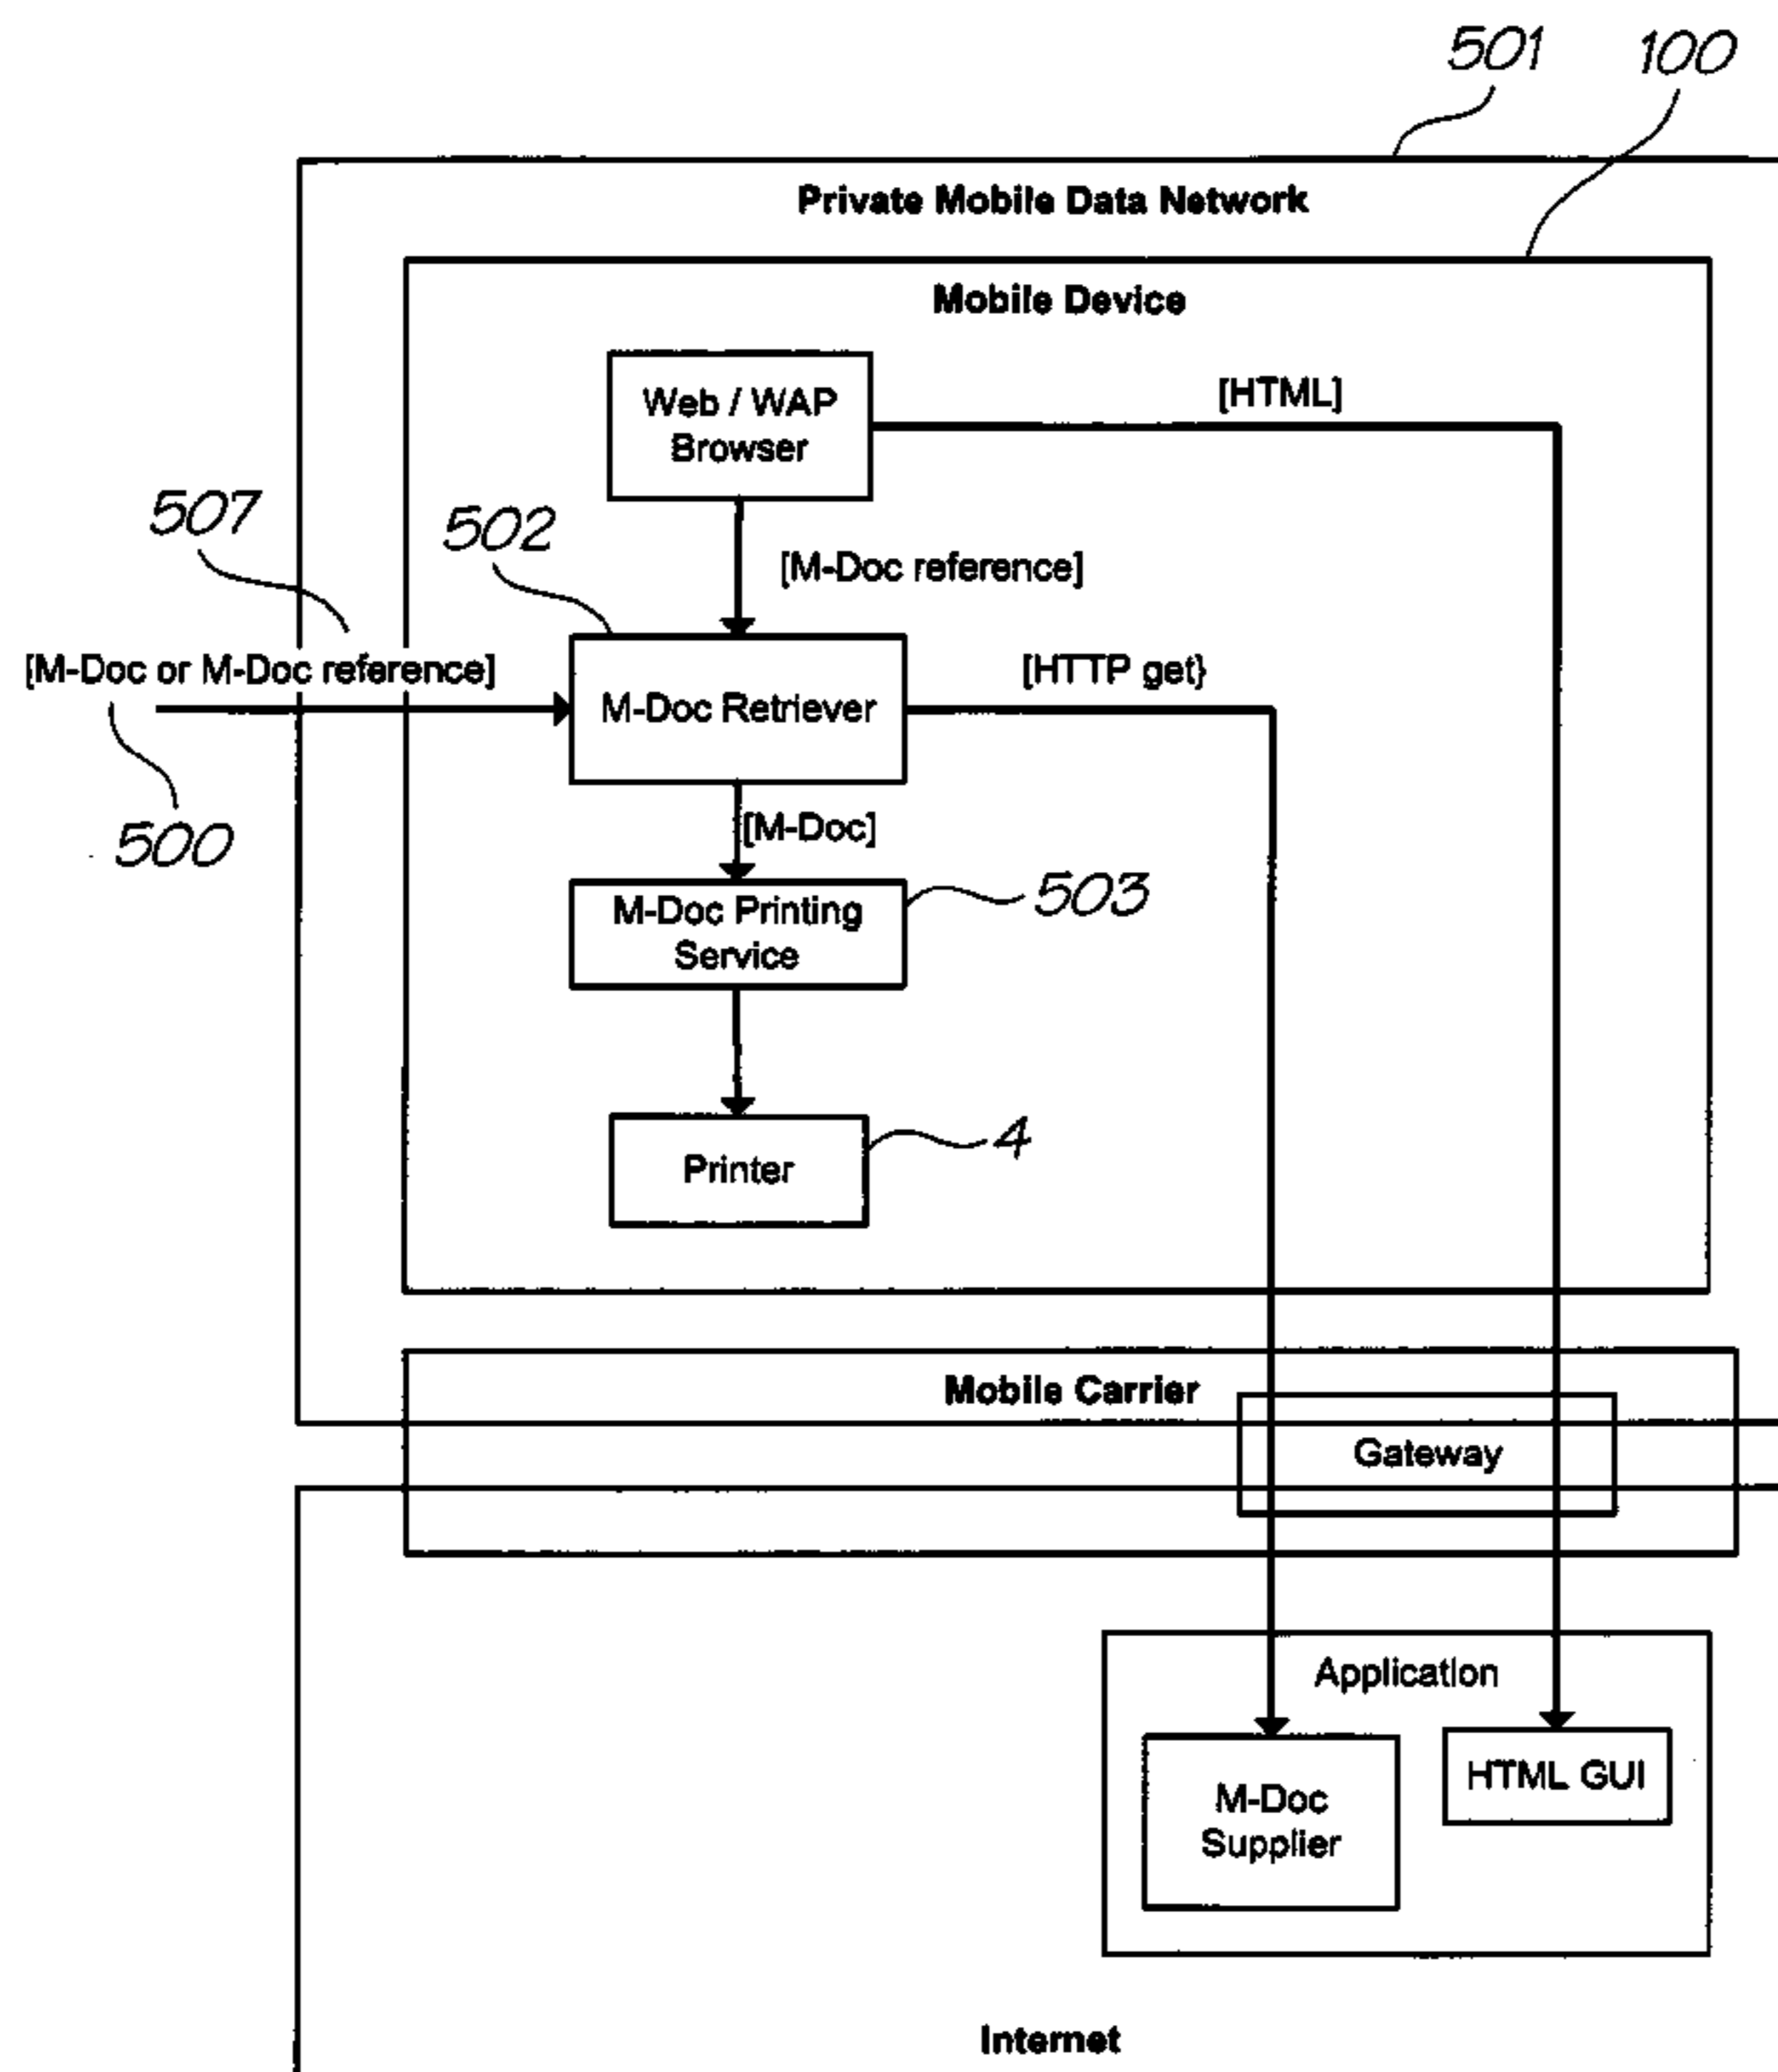 501 100
Private Mobile Data Network
Mobile Device
Web / WAP
Browser
[HTML]
507
502
[M-Doc reference]
[M-Doc or M-Doc reference]
M-Doc Retriever
[HTTP get}
500
[M-Doc]
M-Doc Printing
Service
503
Printer
4
Mobile Carrier
Gateway
Application
M-Doc
Supplier
HTML GUI
Internet